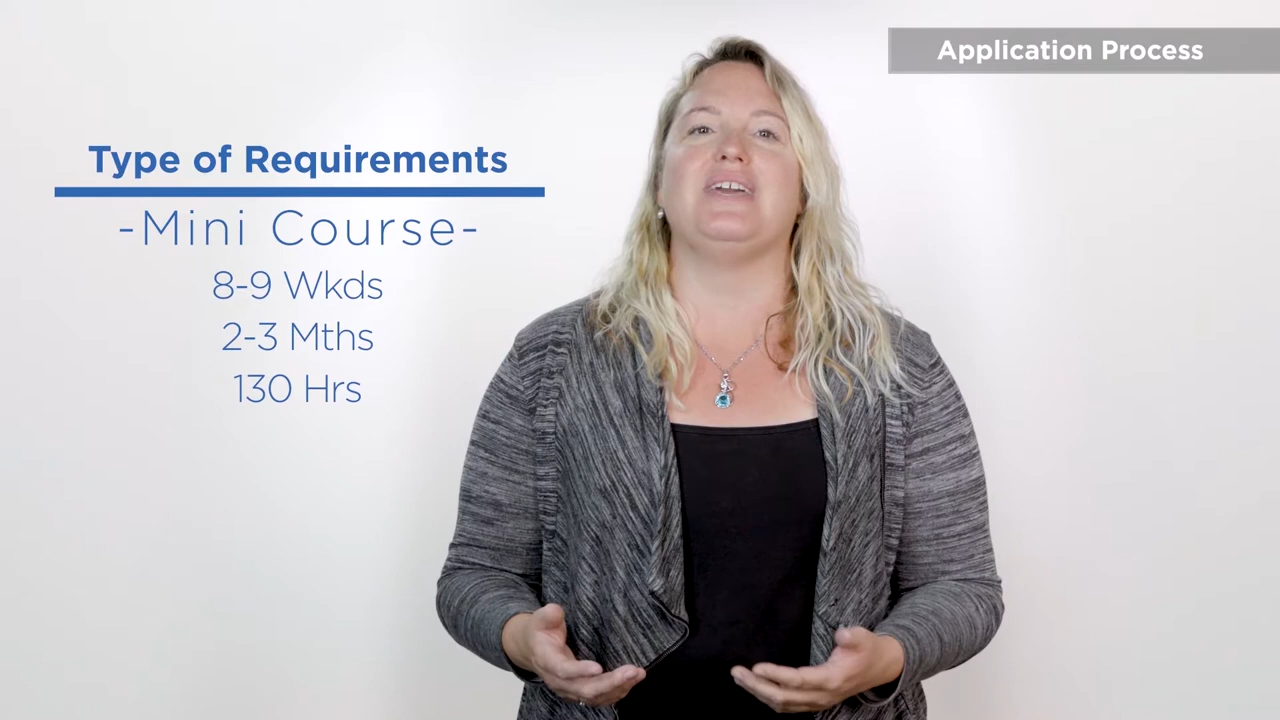 Application Process
Type of Requirements
-Mini Course-
8-9 Wkds
2-3 Mths
130 Hrs